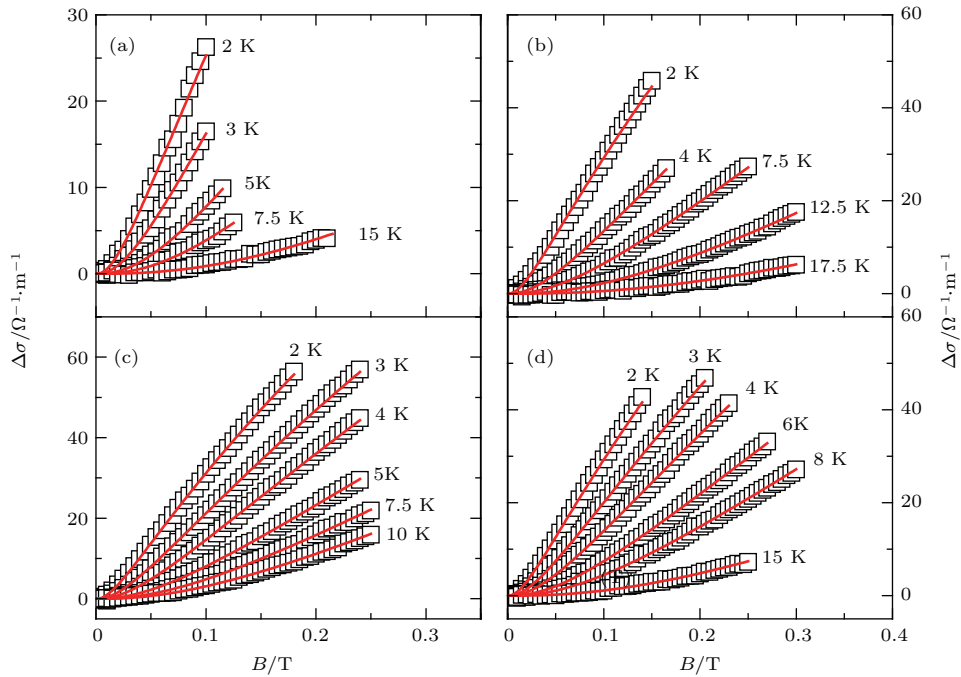 30
(a)
2 K
20
3 K
10
5K
7.5 K
15 K
0
60
(b)
2 K
40
4 K
7.5 K
20
12.5 K
17.5 K
0
Δσ/Ω⁻¹·m⁻¹
Δσ/Ω⁻¹·m⁻¹
60
(c)
2 K
3 K
40
4 K
5K
20
7.5 K
10 K
0
0
0.1
0.2
0.3
B/T
60
(d)
3 K
2 K
4 K
40
6K
8 K
20
15 K
0
0
0.1
0.2
0.3
0.4
B/T